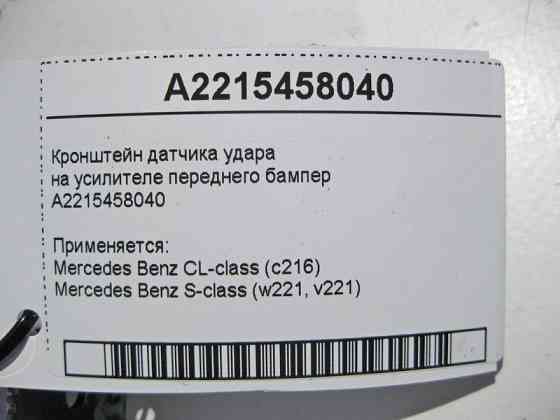 A2215458040
Кронштейн датчика удара
на усилителе переднего бампер
A2215458040
Применяется:
Mercedes Benz CL-class (c216)
Mercedes Benz S-class (w221, v221)